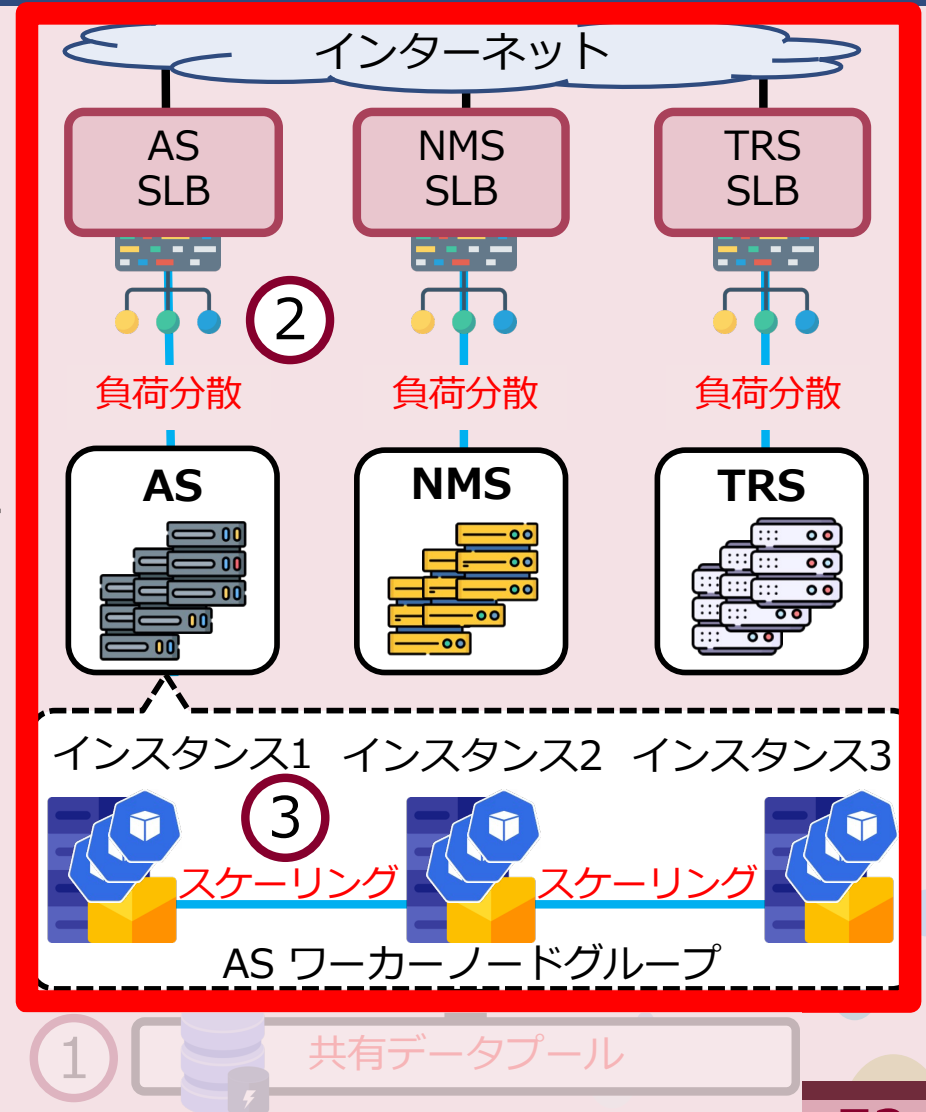 インターネット
AS
SLB
NMS
SLB
TRS
SLB
②
負荷分散
負荷分散
負荷分散
AS
NMS
TRS
インスタンス1
インスタンス2
インスタンス3
③
スケーリング
スケーリング
AS ワーカーノードグループ
①
共有データプール